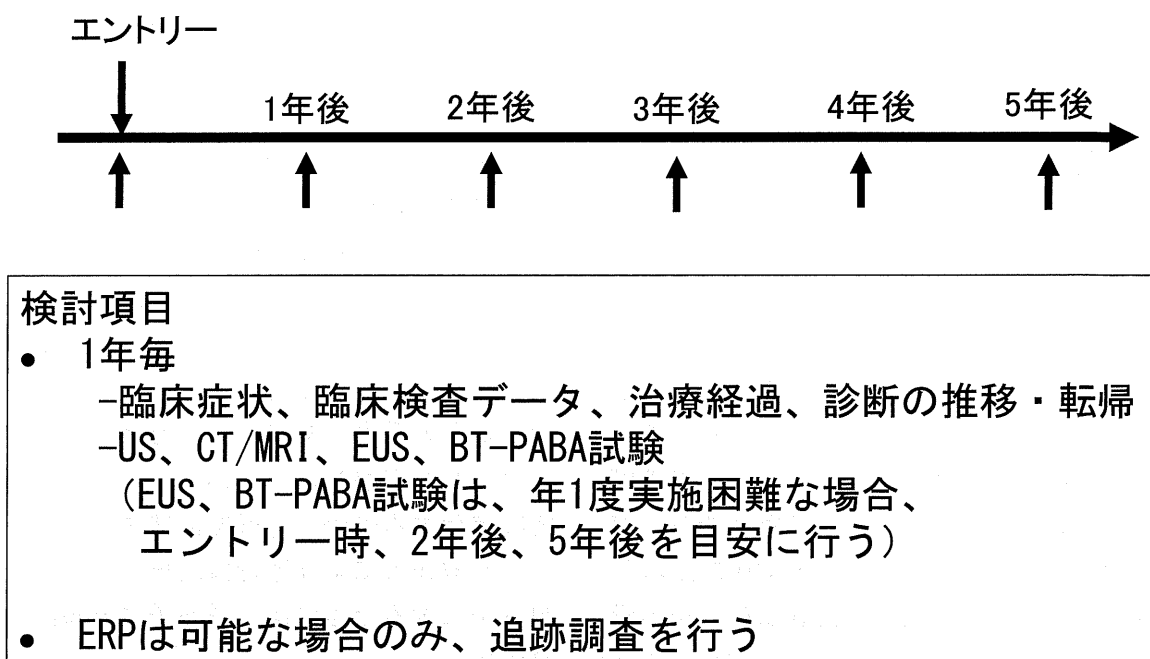 エントリー
1年後 2年後 3年後 4年後 5年後
検討項目
• 1年毎
-臨床症状、臨床検査データ、治療経過、診断の推移・転帰
-US、CT/MRI、EUS、BT-PABA試験
(EUS、BT-PABA試験は、年1度実施困難な場合、
エントリー時、2年後、5年後を目安に行う)
• ERPは可能な場合のみ、追跡調査を行う